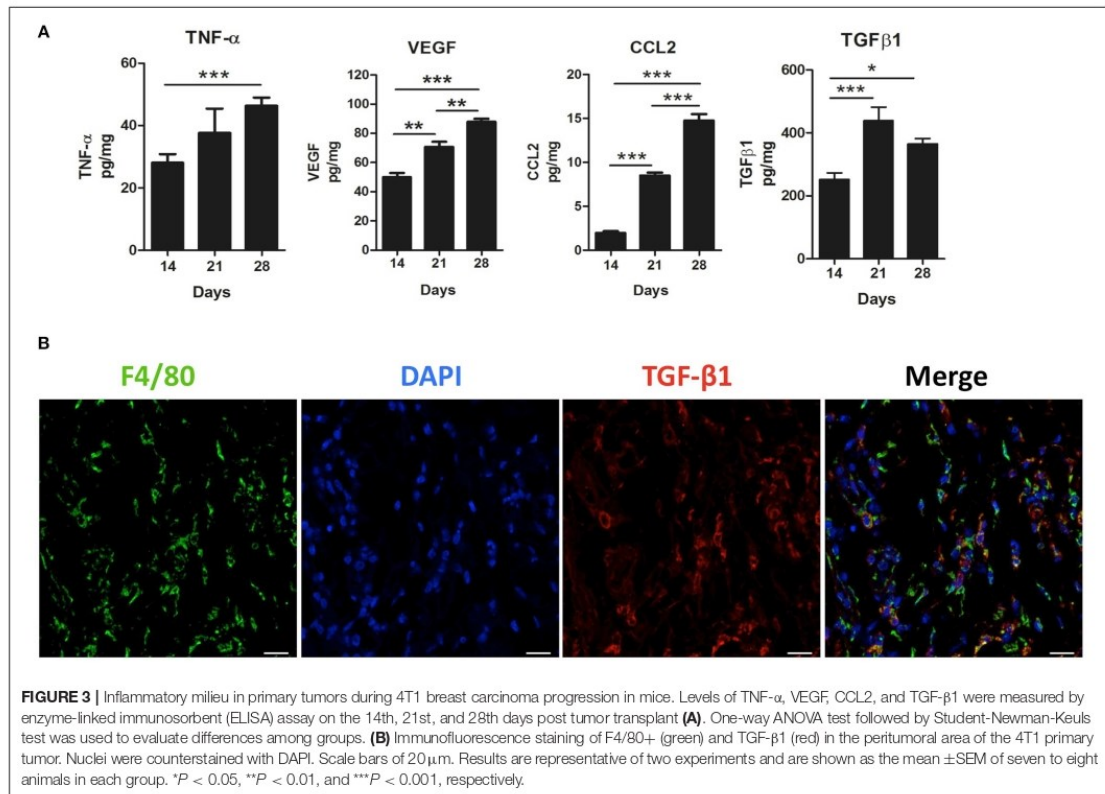 A
TNF-α
***
60
40
20
0
TNF-α
pg/mg
14 21 28
Days
VEGF
***
**
**
120
100
80
60
40
20
0
VEGF
pg/mg
14 21 28
Days
CCL2
***
***
***
20
15
10
5
0
CCL2
pg/mg
14 21 28
Days
TGFβ1
*
***
600
400
200
0
TGFβ1
pg/mg
14 21 28
Days
B
F4/80 DAPI TGF-β1 Merge
FIGURE 3 | Inflammatory milieu in primary tumors during 4T1 breast carcinoma progression in mice. Levels of TNF-α, VEGF, CCL2, and TGF-β1 were measured by
enzyme-linked immunosorbent (ELISA) assay on the 14th, 21st, and 28th days post tumor transplant (A). One-way ANOVA test followed by Student-Newman-Keuls
test was used to evaluate differences among groups. (B) Immunofluorescence staining of F4/80+ (green) and TGF-β1 (red) in the peritumoral area of the 4T1 primary
tumor. Nuclei were counterstained with DAPI. Scale bars of 20 μm. Results are representative of two experiments and are shown as the mean ±SEM of seven to eight
animals in each group. *P < 0.05, **P < 0.01, and ***P < 0.001, respectively.